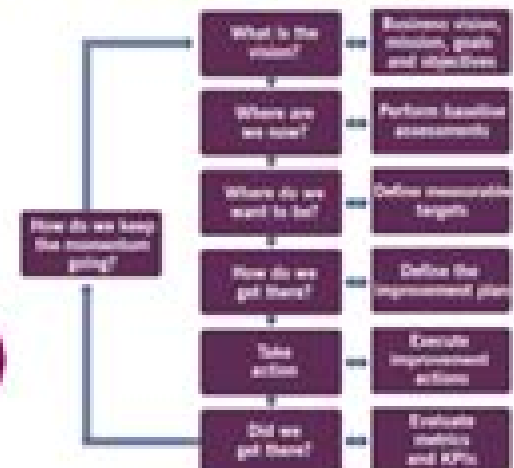 What is the
vision?
Business vision,
mission, goals
and objectives
Where are
we now?
Perform baseline
assessments
Where do we
want to be?
Define measurable
targets
How do we keep
the momentum
going?
How do we
get there?
Define the
improvement plan
Take
action
Execute
improvement
actions
Did we
get there?
Evaluate
metrics
and KPIs